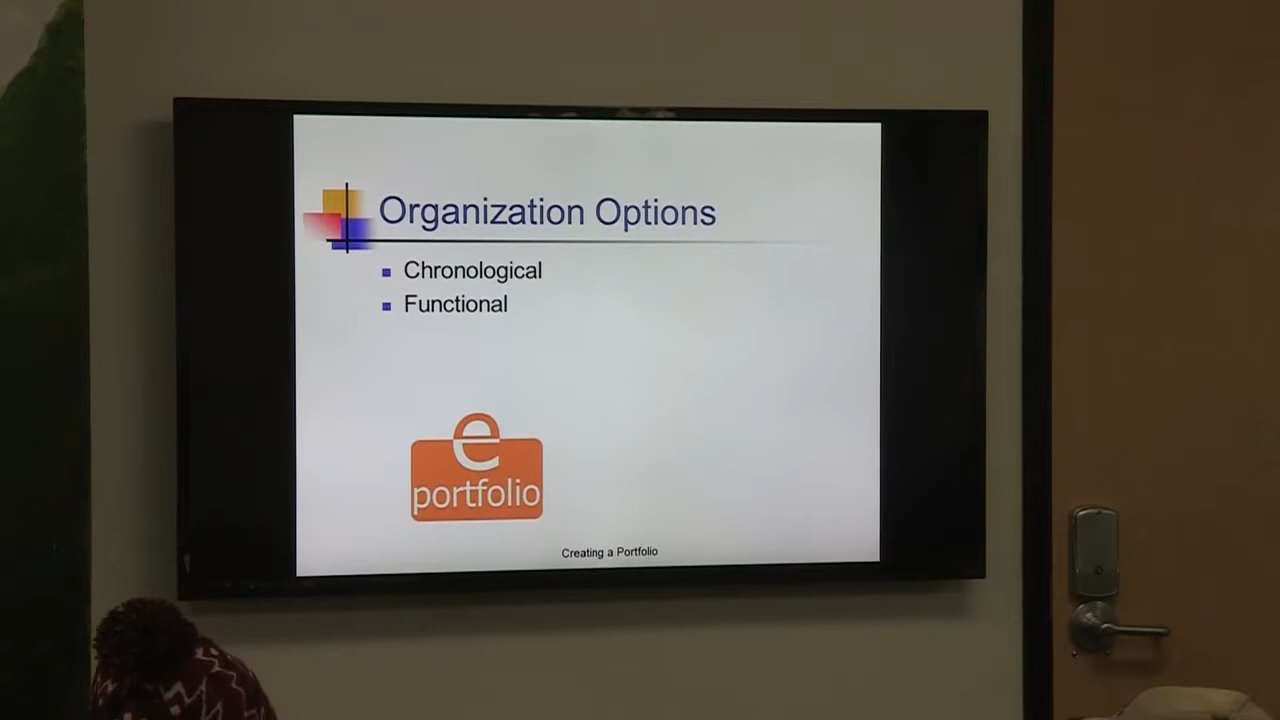 Organization Options
Chronological
Functional
e
portfolio
Creating a Portfolio